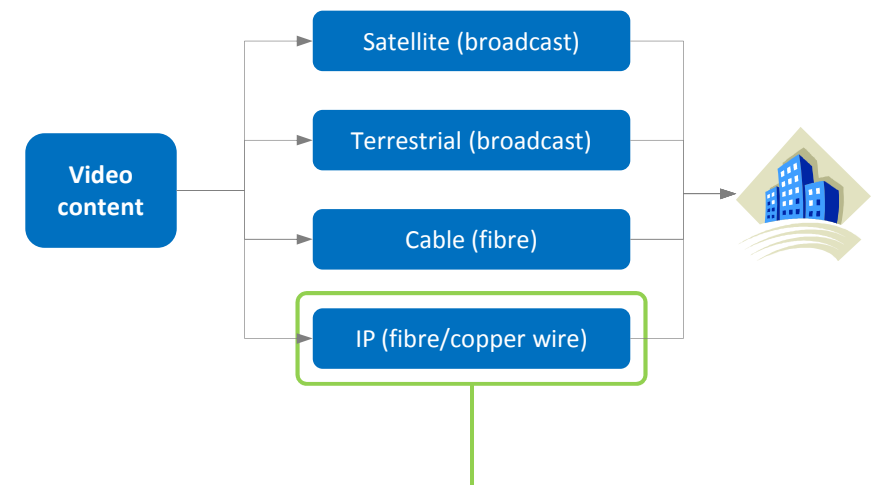 Satellite (broadcast)
Terrestrial (broadcast)
Video
content
Cable (fibre)
IP (fibre/copper wire)